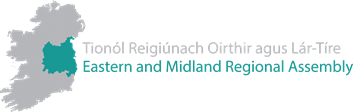 Tionól Reigiúnach Oirthir agus Lár-Tíre
Eastern and Midland Regional Assembly